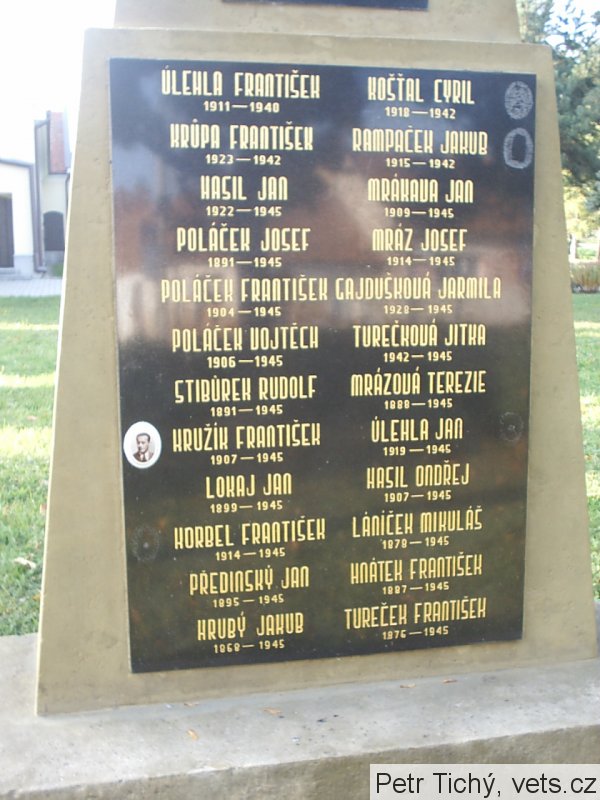 ÚLEHLA FRANTIŠEK
1911—1940
KRŮPA FRANTIŠEK
1923—1942
HASIL JAN
1922—1945
POLÁČEK JOSEF
1891—1945
POLÁČEK FRANTIŠEK
1904—1945
POLÁČEK VOJTĚCH
1906—1945
STIBŮREK RUDOLF
1891—1945
KRUŽÍK FRANTIŠEK
1907—1945
LOKAJ JAN
1899—1945
HORBEL FRANTIŠEK
1914—1945
PŘEDINSKÝ JAN
1895—1945
HRUBÝ JAKUB
1868—1945
KOŠŤAL CYRIL
1918—1942
RAMPAČEK JAKUB
1915—1942
MRÁKAVA JAN
1909—1945
MRÁZ JOSEF
1914—1945
GAJDUŠKOVÁ JARMILA
1928—1945
TUREČKOVÁ JITKA
1942—1945
MRÁZOVÁ TEREZIE
1888—1945
ÚLEHLA JAN
1919—1945
HASIL ONDŘEJ
1907—1945
LÁNÍČEK MIKULÁŠ
1878—1945
HNÁTEK FRANTIŠEK
1887—1945
TUREČEK FRANTIŠEK
1876—1945
Petr Tichý, vets.cz